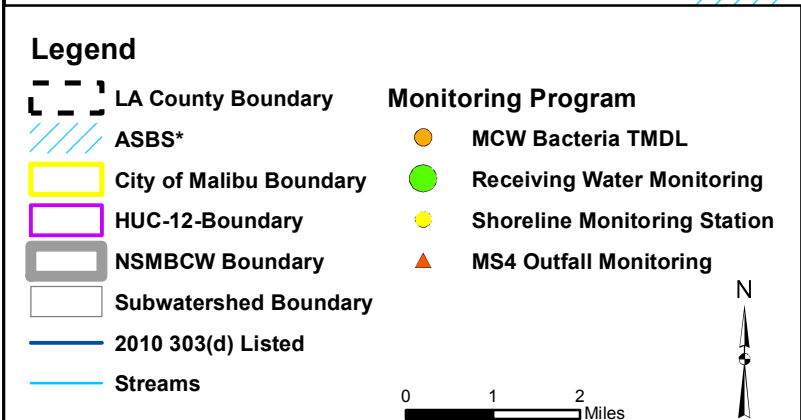 Legend
LA County Boundary
ASBS*
City of Malibu Boundary
HUC-12-Boundary
NSMBCW Boundary
Subwatershed Boundary
2010 303(d) Listed
Streams
Monitoring Program
MCW Bacteria TMDL
Receiving Water Monitoring
Shoreline Monitoring Station
MS4 Outfall Monitoring
N
0 1 2
Miles